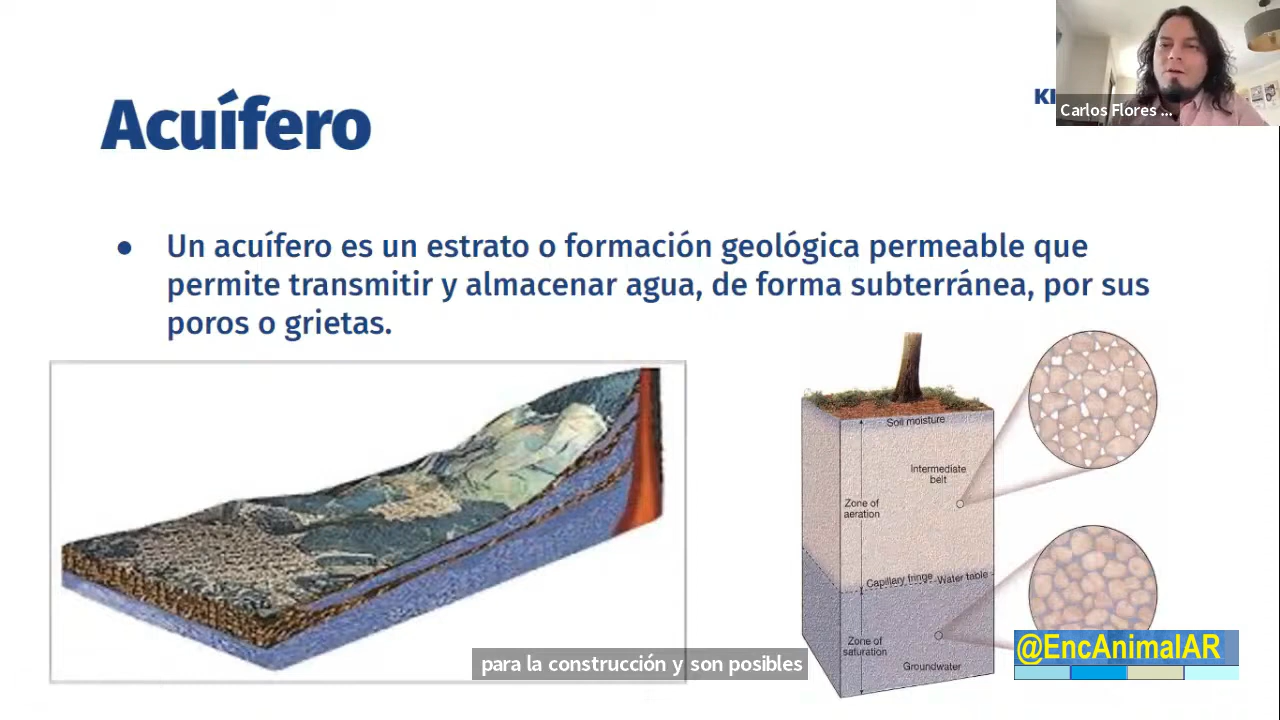 Acuífero
Carlos Flores ...
● Un acuífero es un estrato o formación geológica permeable que
permite transmitir y almacenar agua, de forma subterránea, por sus
poros o grietas.
Soil moisture
Intermediate
belt
Zone of
aeration
Capillary fringe
Water table
Zone of
saturation
Groundwater
para la construcción y son posibles
@EncAnimalAR